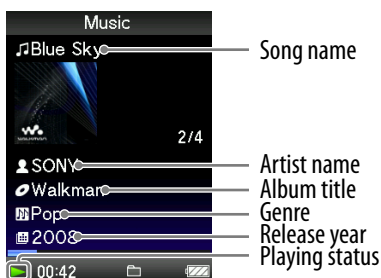 Music
Blue Sky Song name
WALKMAN
2/4
SONY Artist name
Walkman Album title
Pop Genre
2008 Release year
Playing status
00:42